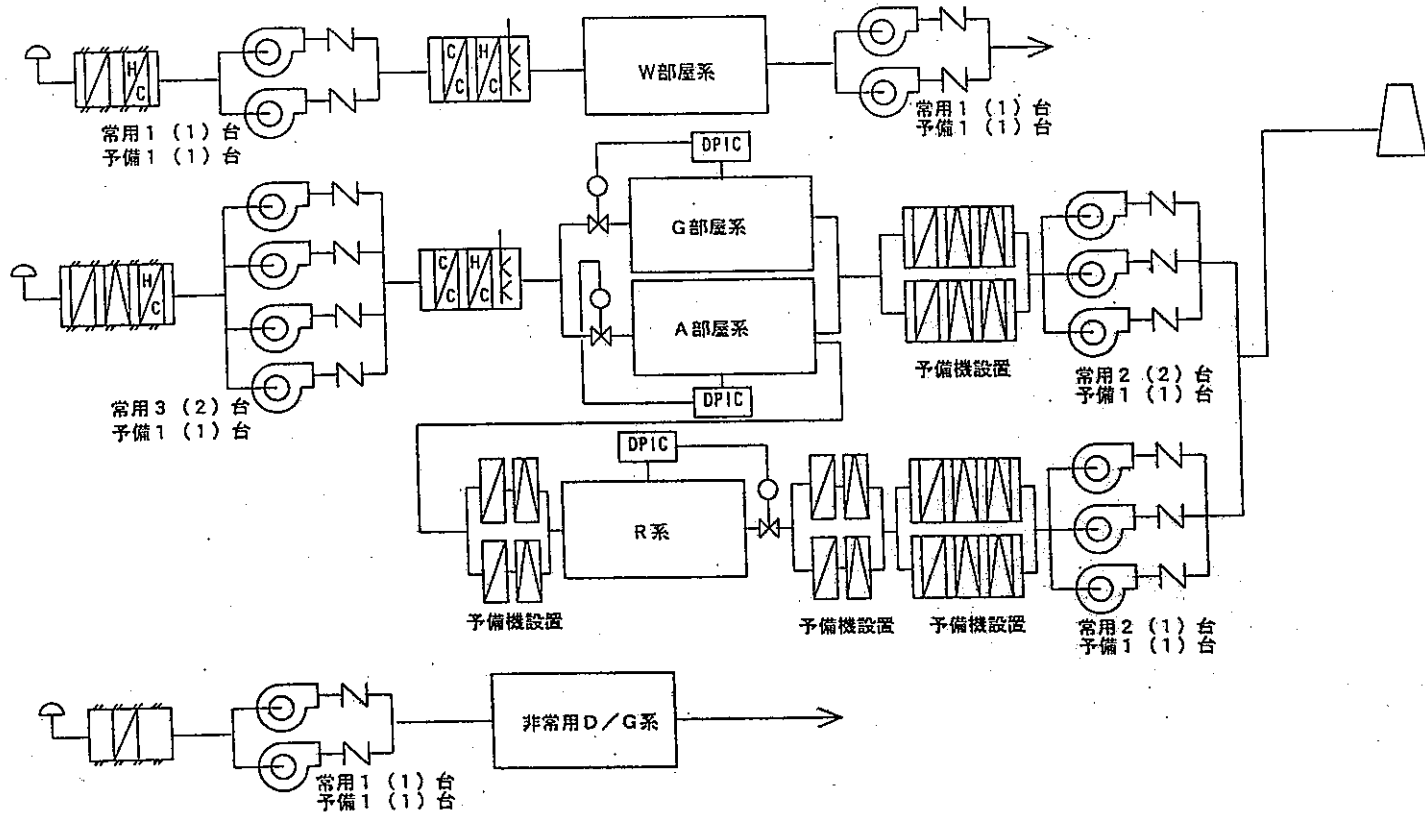 H/C
C/C
H/C
W部屋系
常用1（1）台
予備1（1）台
常用1（1）台
予備1（1）台
DPIC
G部屋系
H/C
C/C
H/C
A部屋系
DPIC
予備機設置
常用3（2）台
予備1（1）台
常用2（2）台
予備1（1）台
DPIC
R系
予備機設置
予備機設置
予備機設置
常用2（1）台
予備1（1）台
非常用D／G系
常用1（1）台
予備1（1）台